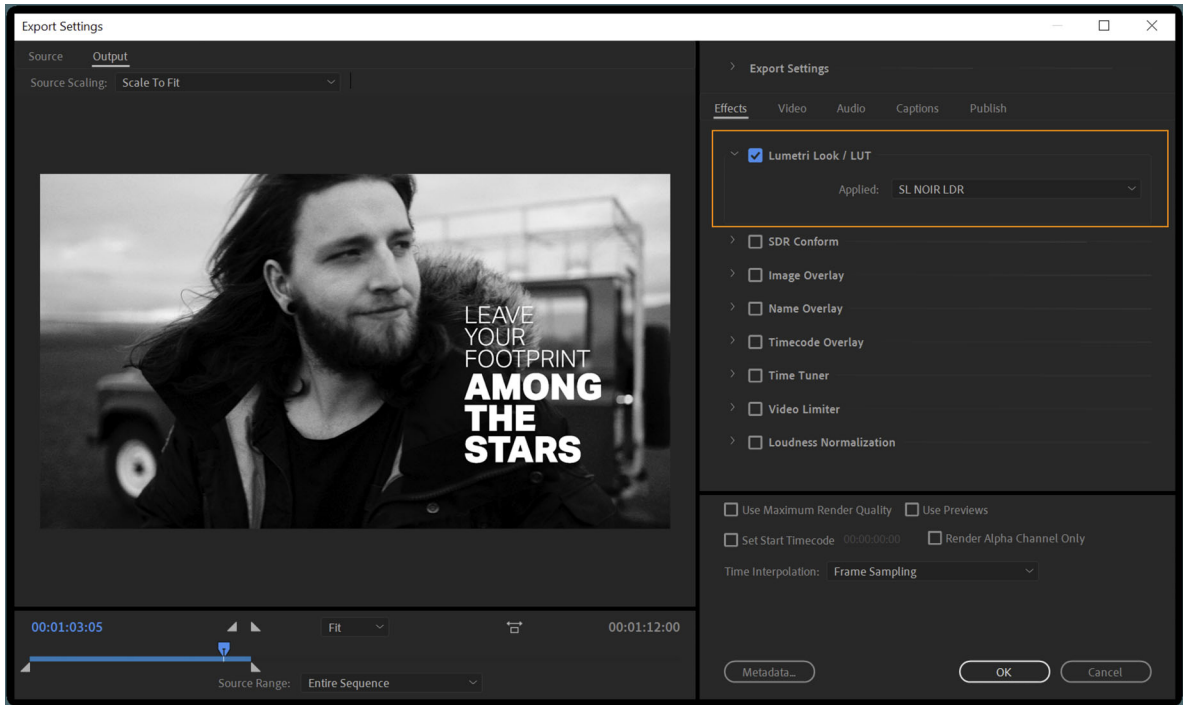 Export Settings
Source Output
Source Scaling: Scale To Fit
LEAVE
YOUR
FOOTPRINT
AMONG
THE
STARS
00:01:03:05 Fit 00:01:12:00
Source Range: Entire Sequence
Export Settings
Effects Video Audio Captions Publish
Lumetri Look / LUT
Applied: SL NOIR LDR
SDR Conform
Image Overlay
Name Overlay
Timecode Overlay
Time Tuner
Video Limiter
Loudness Normalization
Use Maximum Render Quality Use Previews
Set Start Timecode 00:00:00:00 Render Alpha Channel Only
Time Interpolation: Frame Sampling
Metadata... OK Cancel